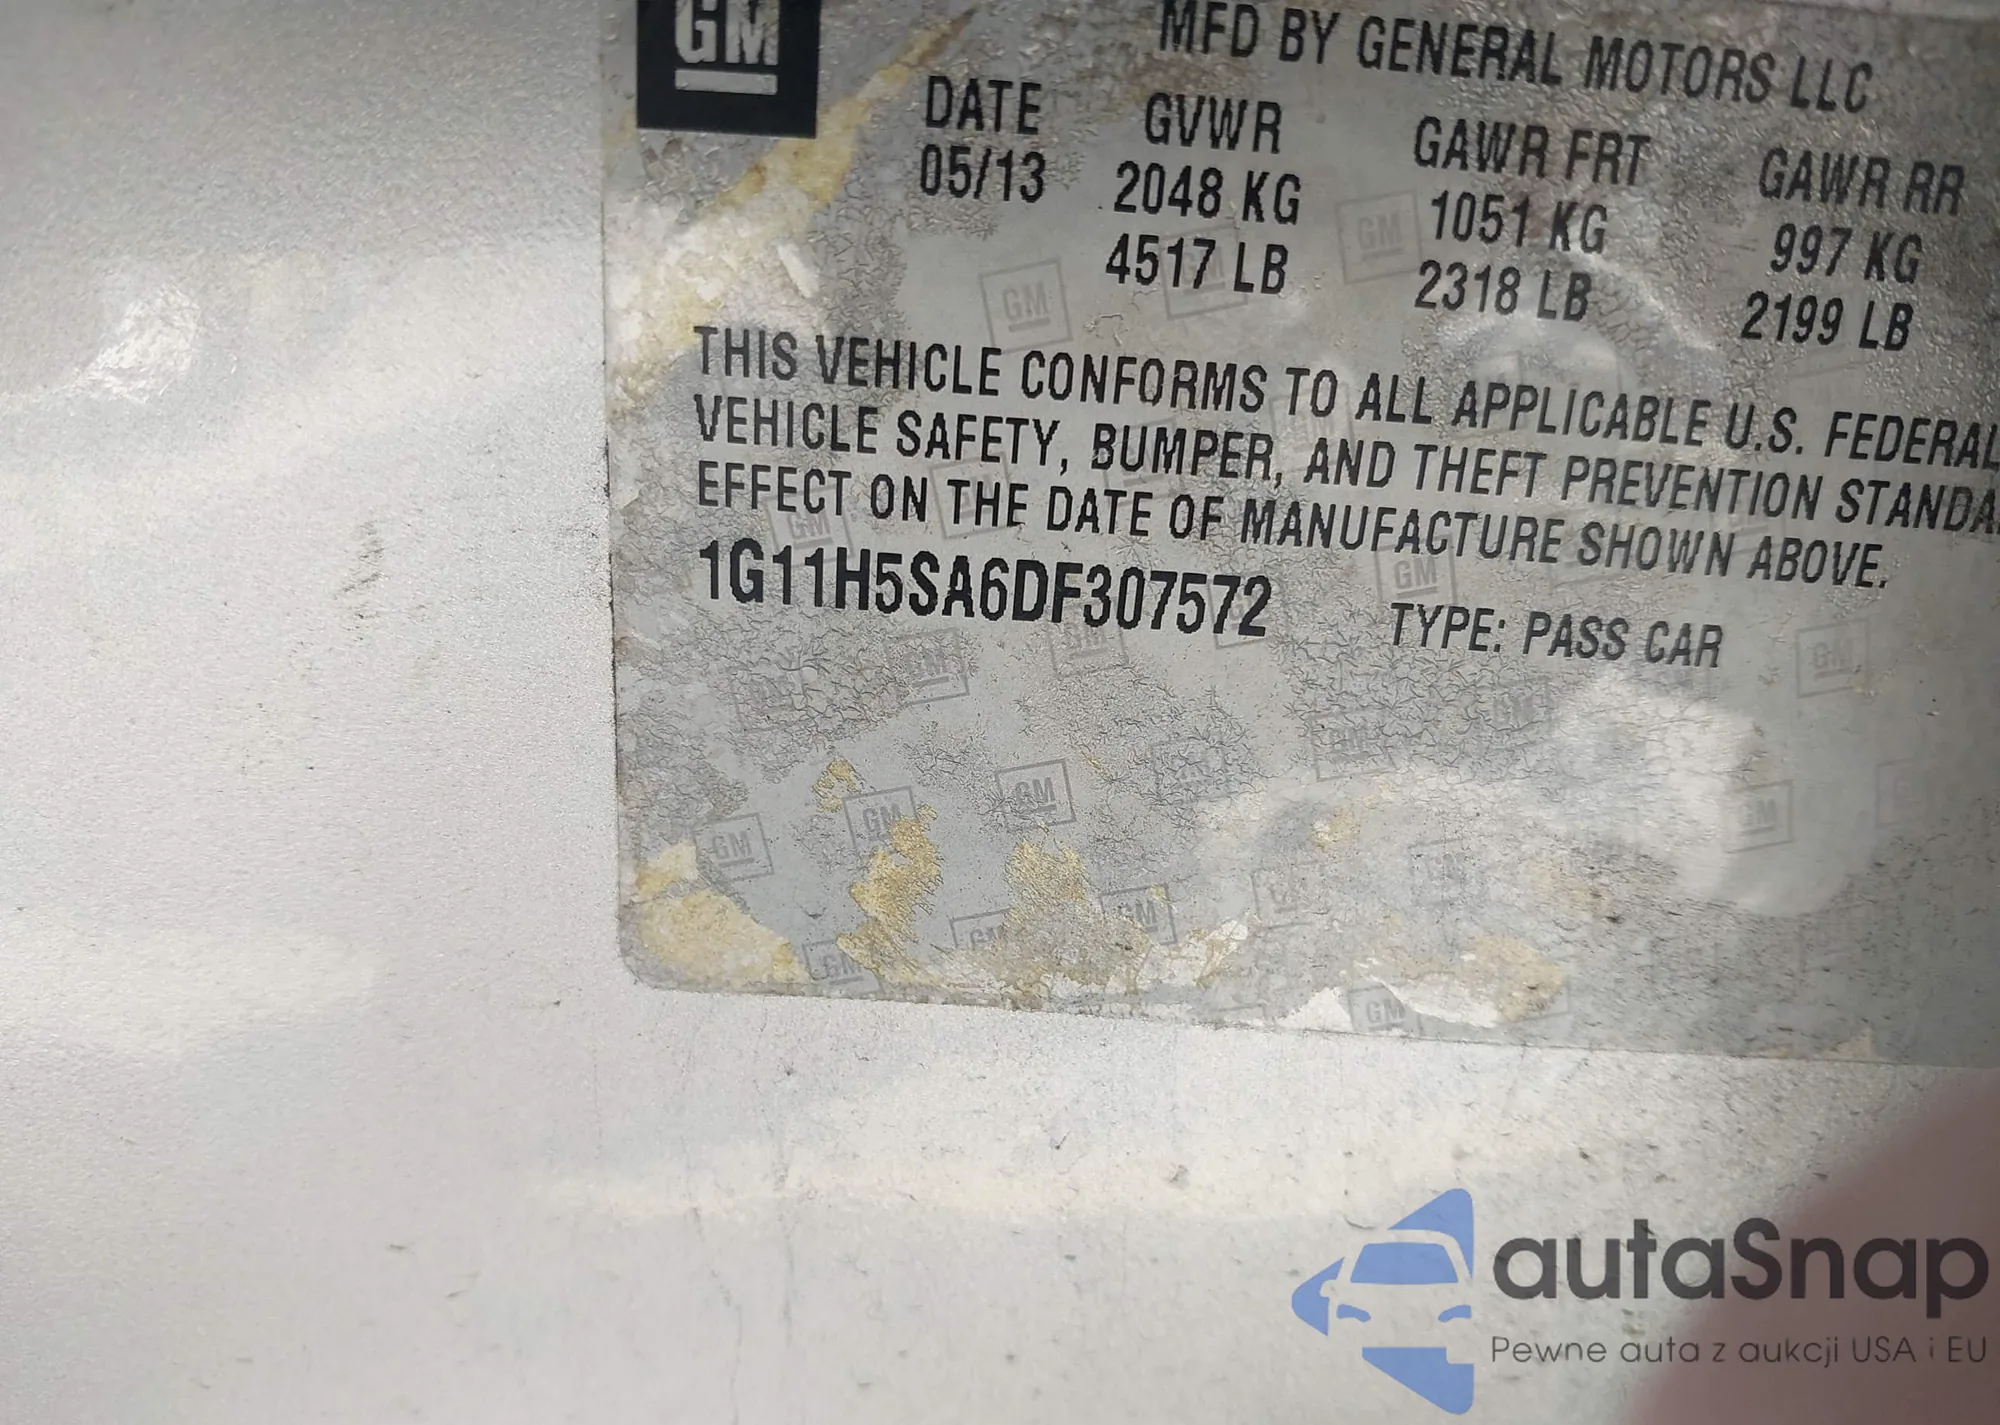 GM
MFD BY GENERAL MOTORS LLC
DATE GVWR GAWR FRT GAWR RR
05/13 2048 KG 1051 KG 997 KG
4517 LB 2318 LB 2199 LB
THIS VEHICLE CONFORMS TO ALL APPLICABLE U.S. FEDERAL
VEHICLE SAFETY, BUMPER, AND THEFT PREVENTION STANDA
EFFECT ON THE DATE OF MANUFACTURE SHOWN ABOVE.
1G11H5SA6DF307572 TYPE: PASS CAR
autaSnap
Pewne auta z aukcji USA i EU